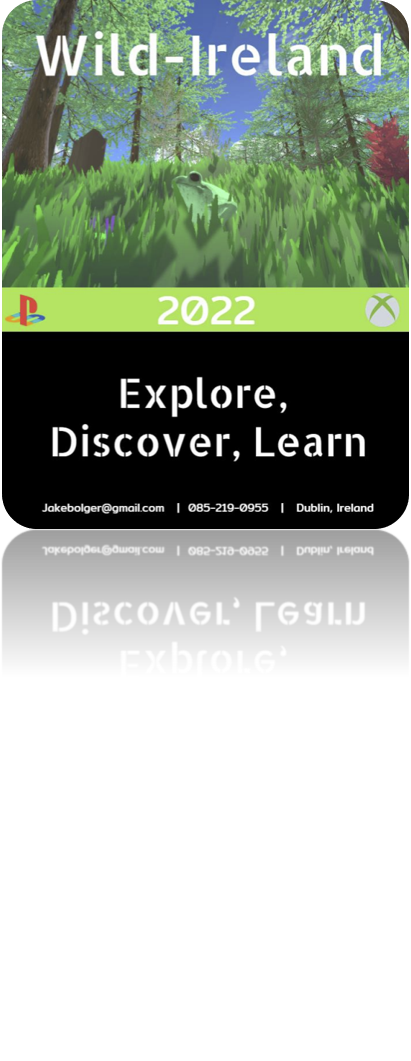 Wild-Ireland
2022
Explore,
Discover, Learn
Jakebolger@gmail.com | 085-219-0955 | Dublin, Ireland